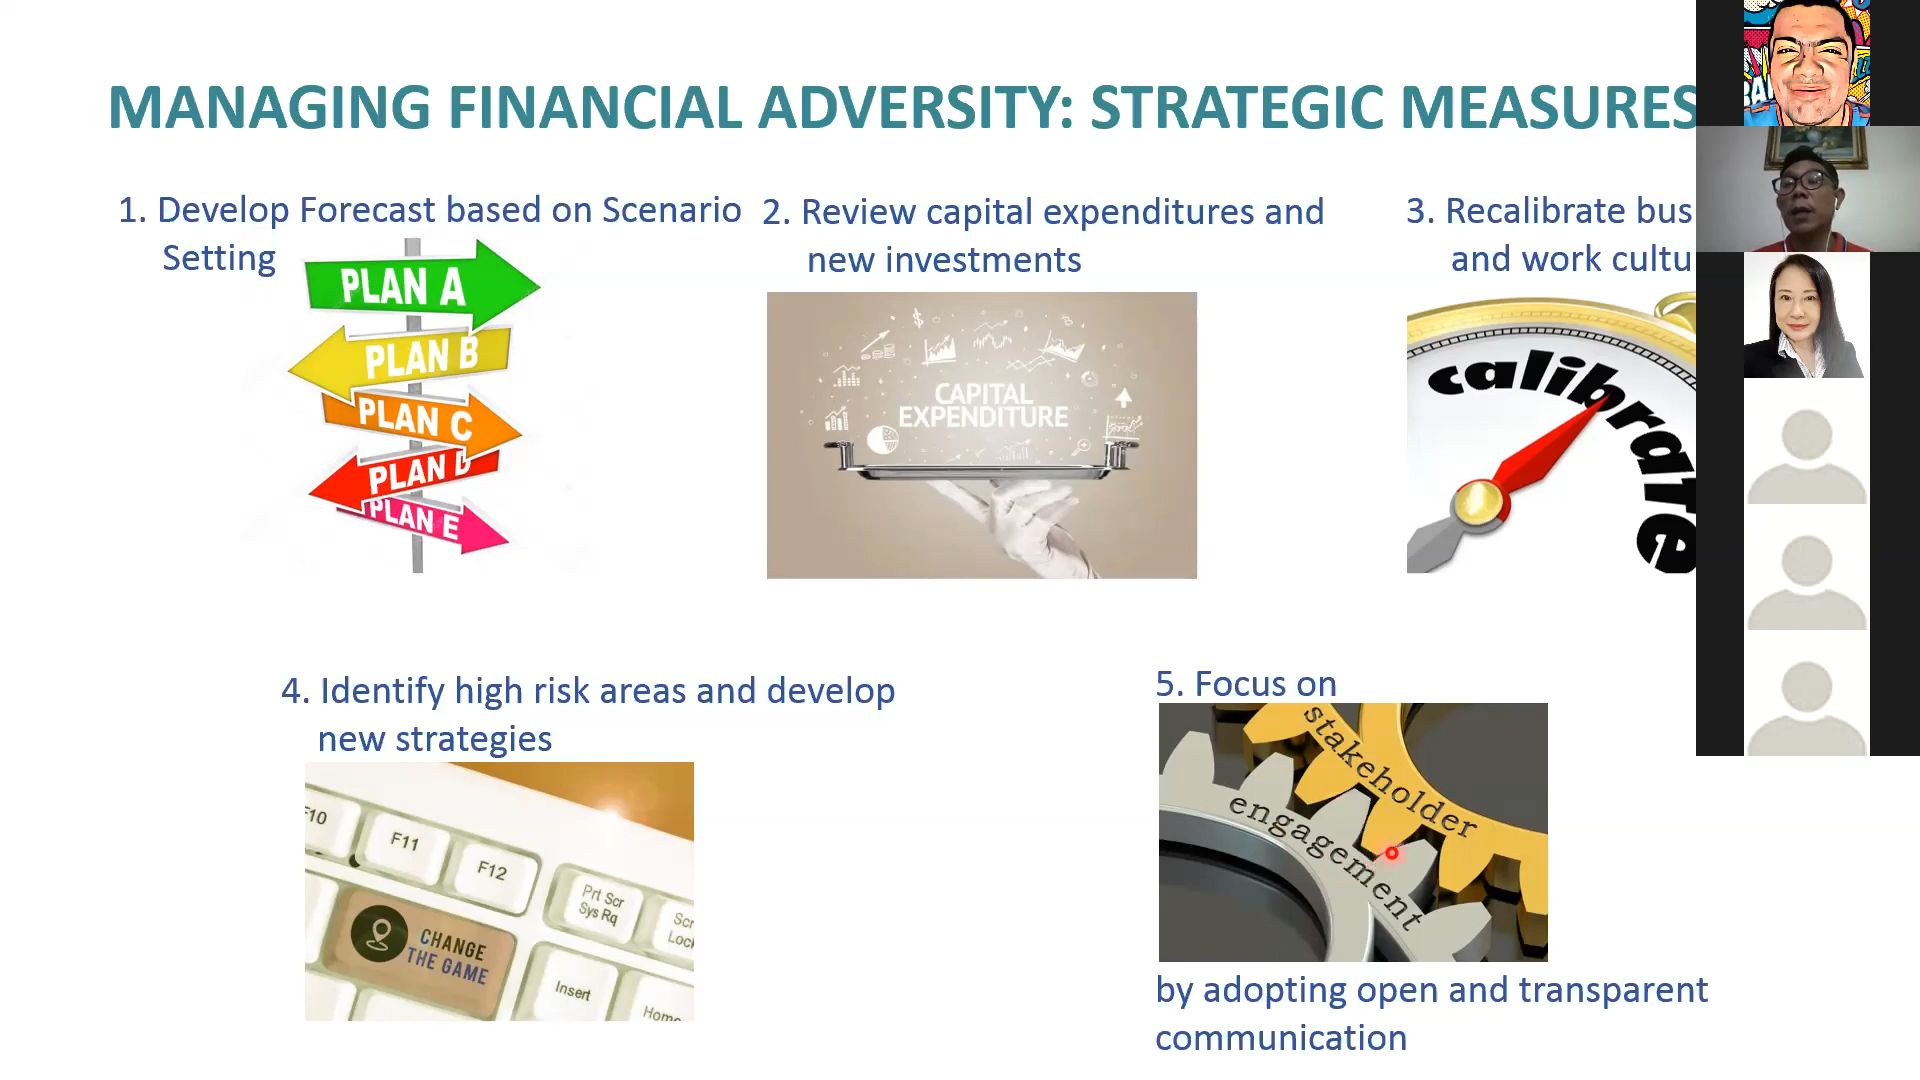 MANAGING FINANCIAL ADVERSITY: STRATEGIC MEASURES
1. Develop Forecast based on Scenario
Setting
PLAN A
PLAN B
PLAN C
PLAN D
PLAN E
2. Review capital expenditures and
new investments
CAPITAL
EXPENDITURE
3. Recalibrate
and work
calibrate
4. Identify high risk areas and develop
new strategies
F10
F11
F12
Prt Scr
Sys Rq
CHANGE
THE GAME
Insert
Home
5. Focus on
stakeholder
engagement
by adopting open and transparent
communication